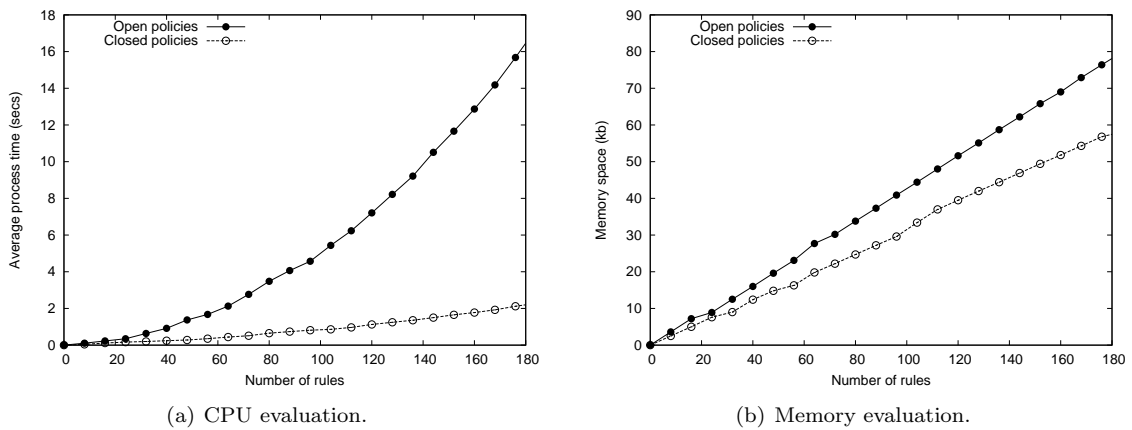 Open policies
Closed policies
18
16
14
12
10
8
6
4
2
0
Average process time (secs)
0 20 40 60 80 100 120 140 160 180
Number of rules
(a) CPU evaluation.
Open policies
Closed policies
90
80
70
60
50
40
30
20
10
0
Memory space (kb)
0 20 40 60 80 100 120 140 160 180
Number of rules
(b) Memory evaluation.